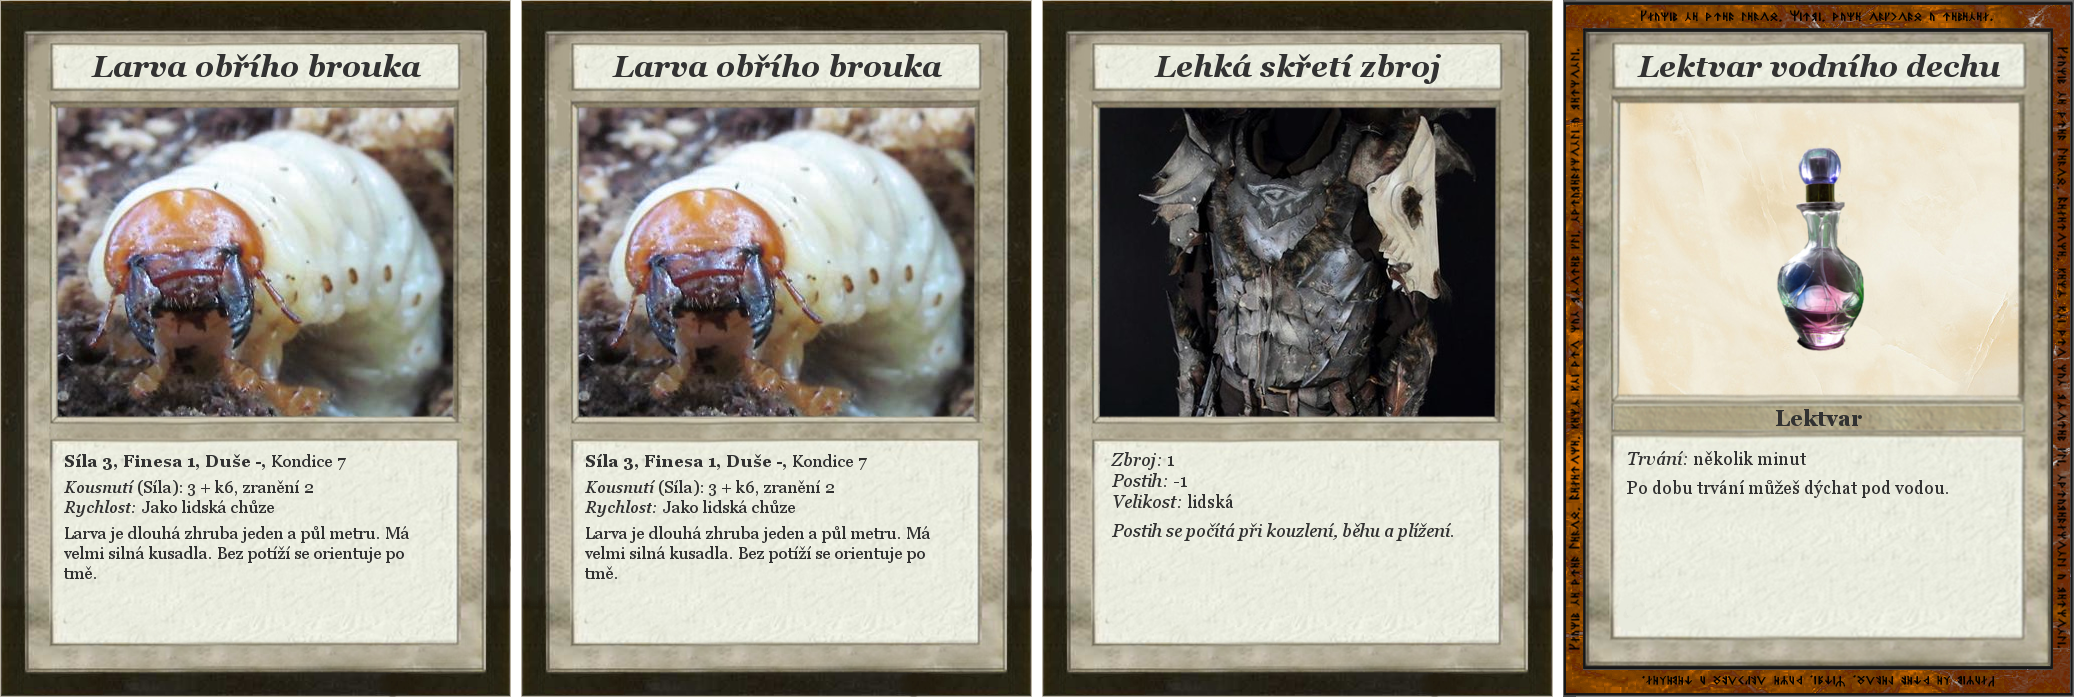 Larva obřího brouka
Síla 3, Finesa 1, Duše -, Kondice 7
Kousnutí (Síla): 3 + k6, zranění 2
Rychlost: Jako lidská chůze
Larva je dlouhá zhruba jeden a půl metru. Má
velmi silná kusadla. Bez potíží se orientuje po
tmě.
Larva obřího brouka
Síla 3, Finesa 1, Duše -, Kondice 7
Kousnutí (Síla): 3 + k6, zranění 2
Rychlost: Jako lidská chůze
Larva je dlouhá zhruba jeden a půl metru. Má
velmi silná kusadla. Bez potíží se orientuje po
tmě.
Lehká skřetí zbroj
Zbroj: 1
Postih: -1
Velikost: lidská
Postih se počítá při kouzlení, běhu a plížení.
Lektvar vodního dechu
Lektvar
Trvání: několik minut
Po dobu trvání můžeš dýchat pod vodou.